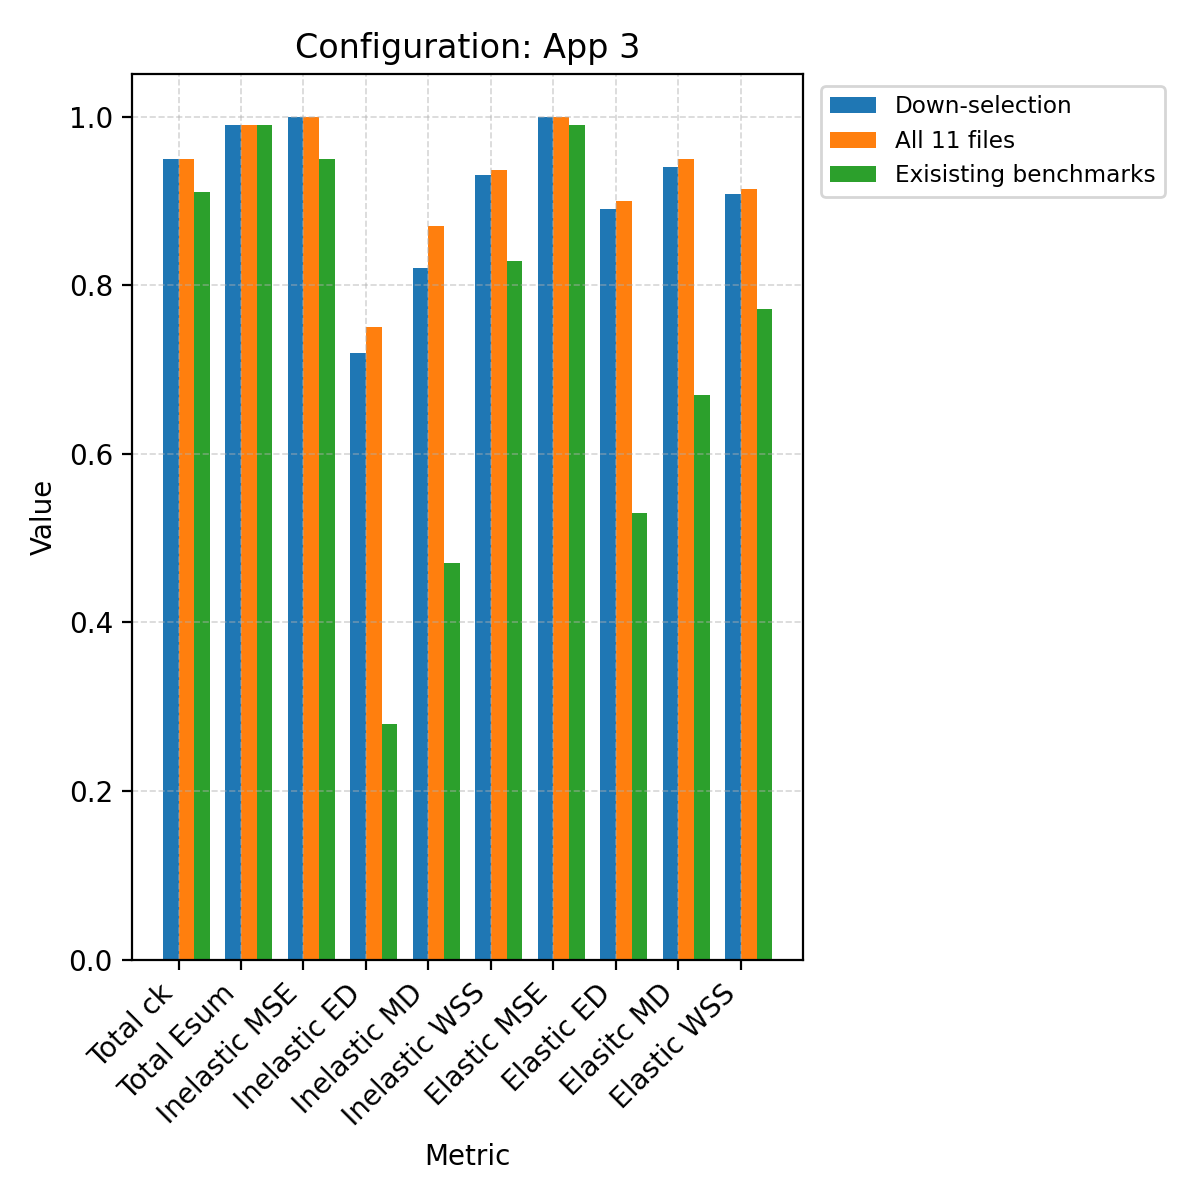 Configuration: App 3
Down-selection
All 11 files
Exisisting benchmarks
Value
1.0
0.8
0.6
0.4
0.2
0.0
Total ck
Total Esum
Inelastic MSE
Inelastic ED
Inelastic MD
Inelastic WSS
Elastic MSE
Elastic ED
Elasitc MD
Elastic WSS
Metric